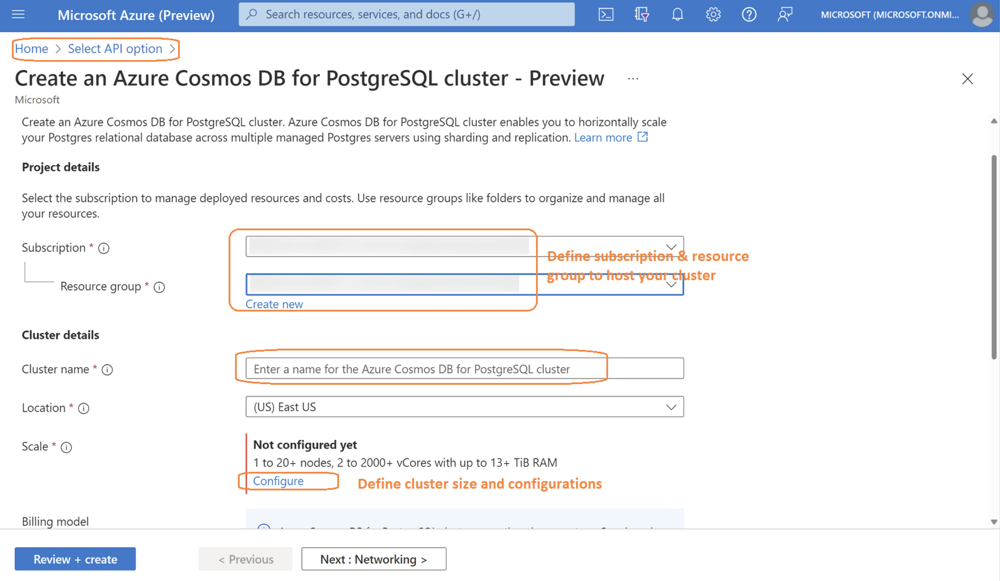 Microsoft Azure (Preview)
Search resources, services, and docs (G+/)
MICROSOFT (MICROSOFT.ONMI...
Home > Select API option >
Create an Azure Cosmos DB for PostgreSQL cluster - Preview ...
Microsoft
Create an Azure Cosmos DB for PostgreSQL cluster. Azure Cosmos DB for PostgreSQL cluster enables you to horizontally scale
your Postgres relational database across multiple managed Postgres servers using sharding and replication. Learn more
Project details
Select the subscription to manage deployed resources and costs. Use resource groups like folders to organize and manage all
your resources.
Subscription *
Define subscription & resource
group to host your cluster
Resource group *
Create new
Cluster details
Cluster name *
Enter a name for the Azure Cosmos DB for PostgreSQL cluster
Location *
(US) East US
Scale *
Not configured yet
1 to 20+ nodes, 2 to 2000+ vCores with up to 13+ TiB RAM
Configure
Define cluster size and configurations
Billing model
Review + create
< Previous
Next : Networking >